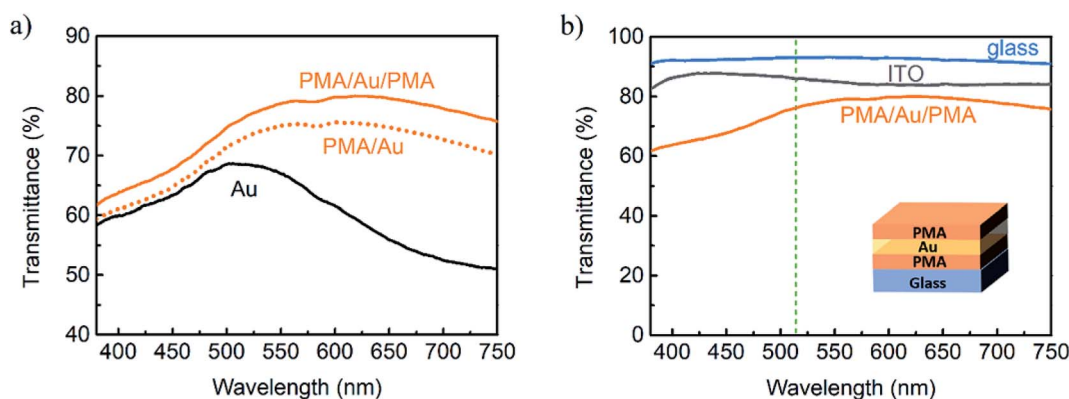 a)
90
80
70
60
50
40
Transmittance (%)
PMA/Au/PMA
PMA/Au
Au
400 450 500 550 600 650 700 750
Wavelength (nm)
b)
100
80
60
40
20
0
Transmittance (%)
glass
ITO
PMA/Au/PMA
PMA
Au
PMA
Glass
400 450 500 550 600 650 700 750
Wavelength (nm)